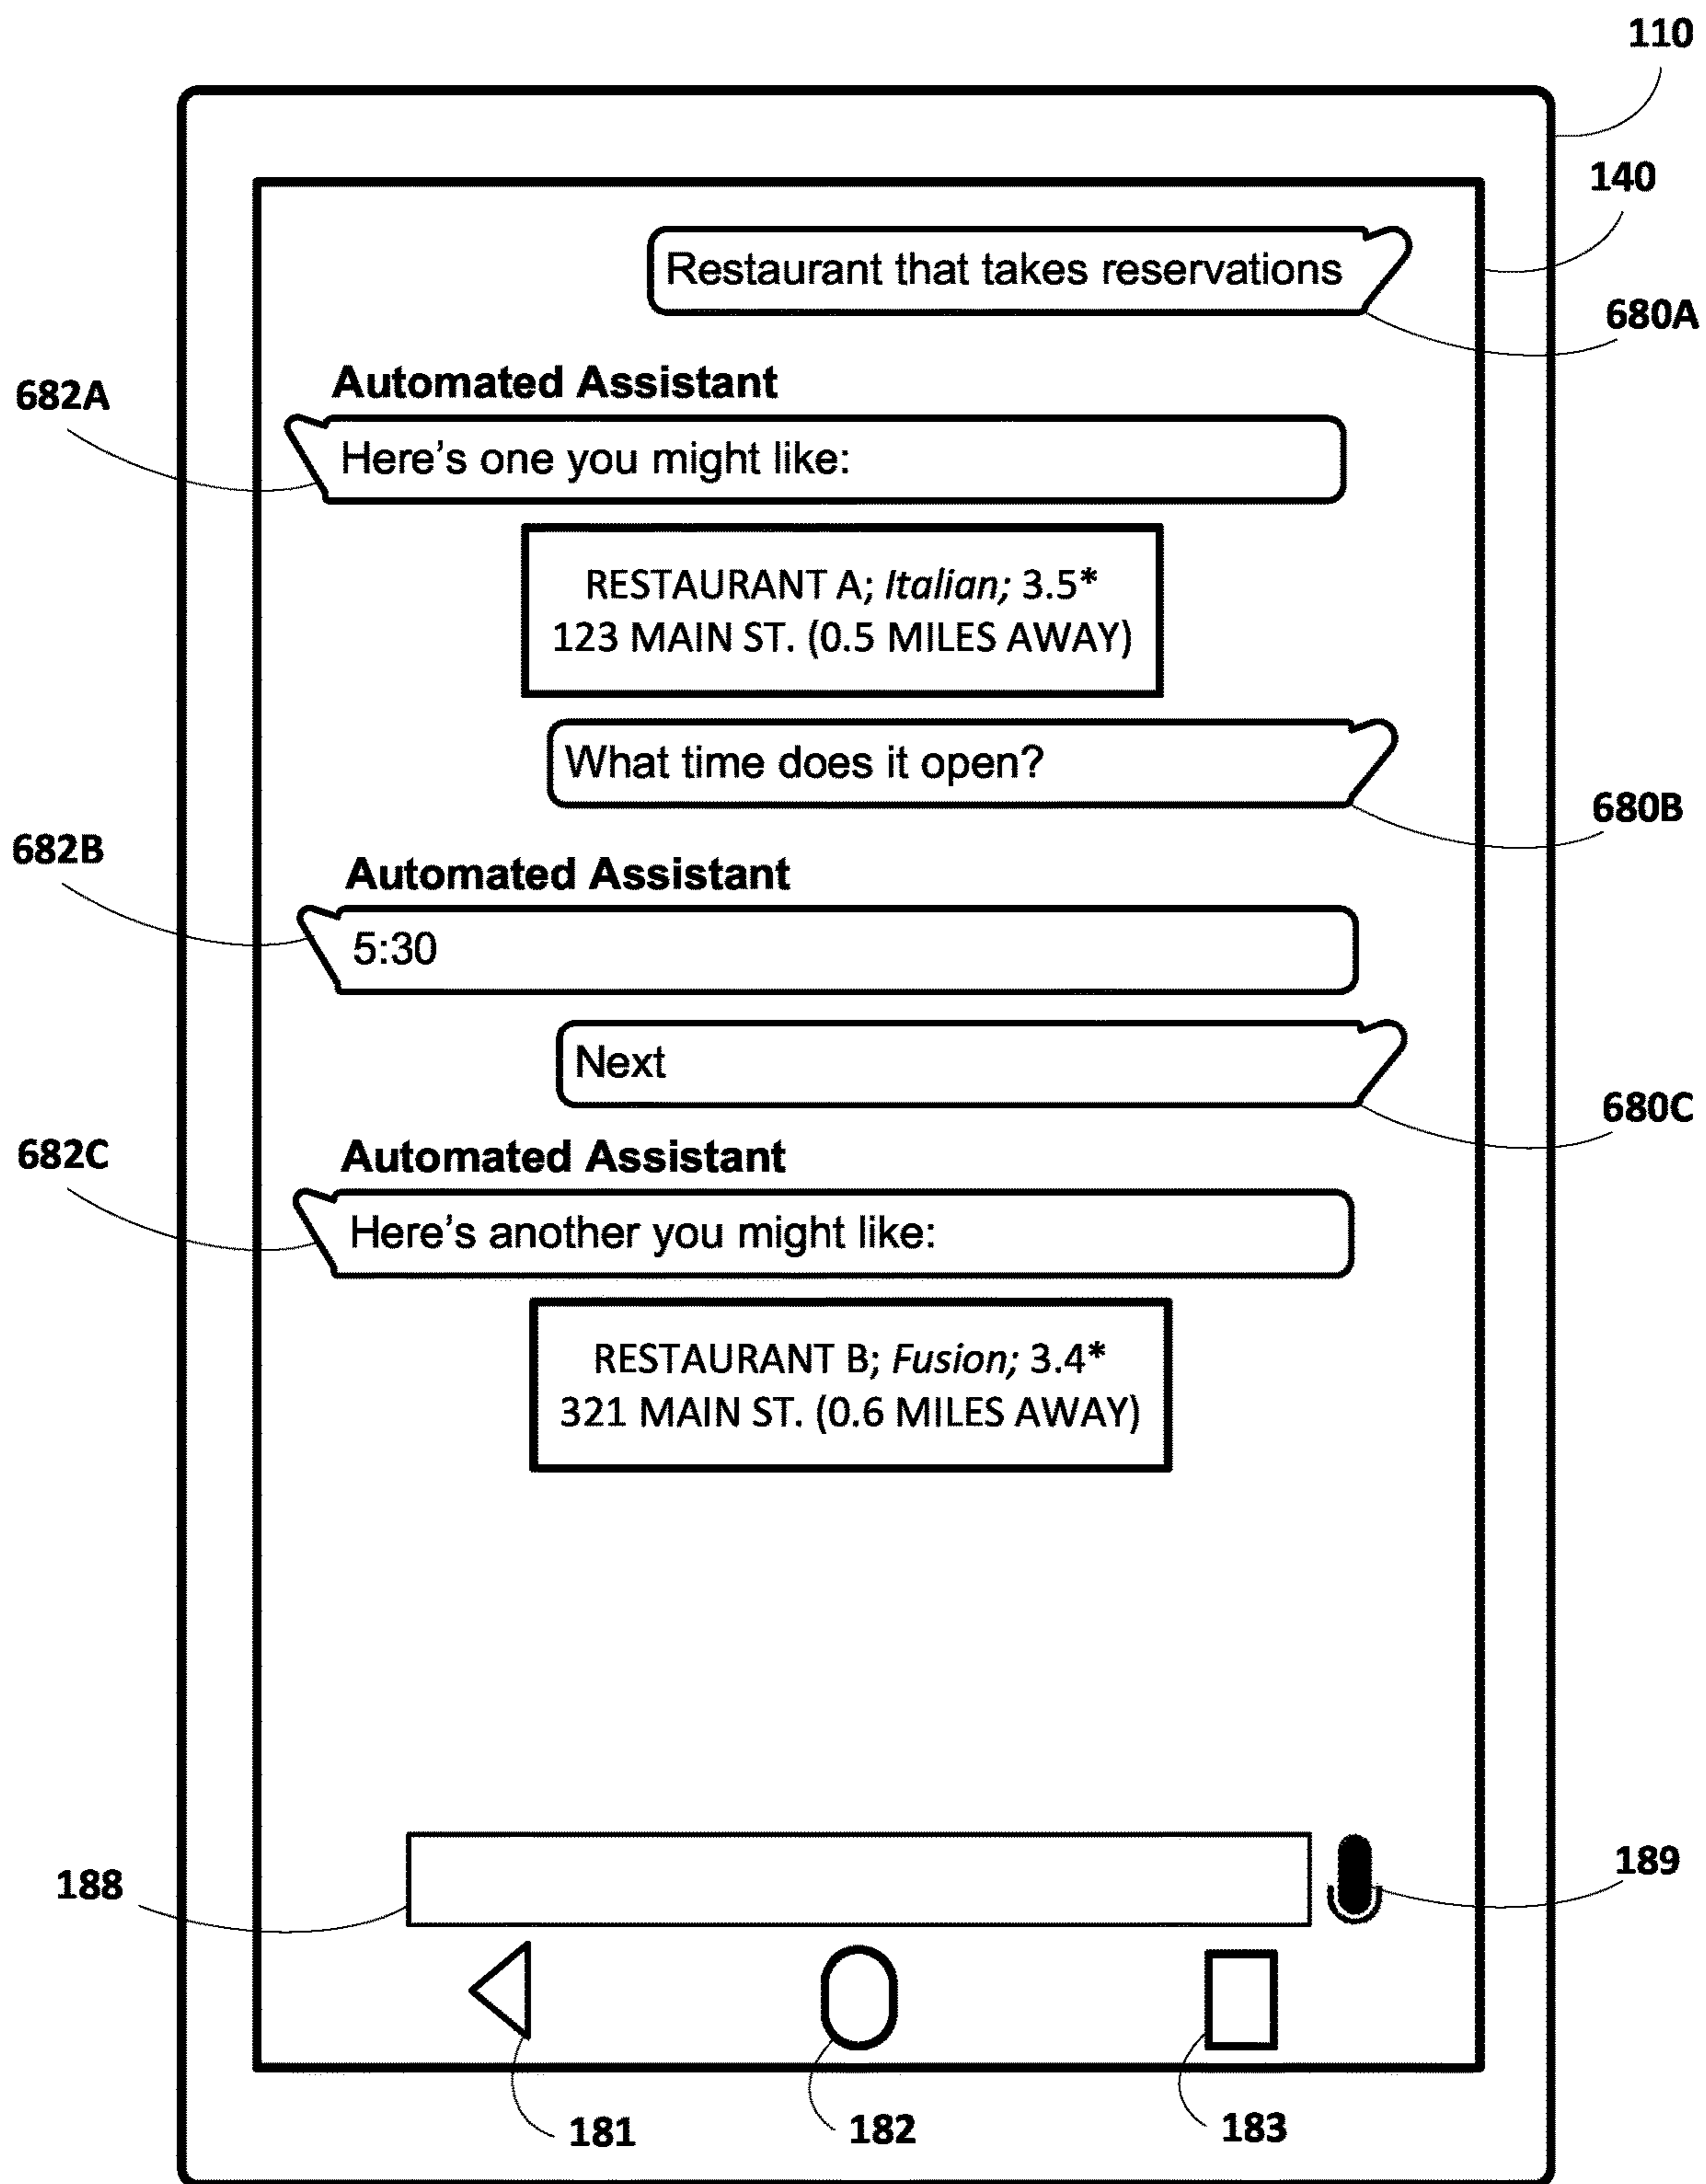 110
140
Restaurant that takes reservations
680A
Automated Assistant
682A
Here's one you might like:
RESTAURANT A; Italian; 3.5*
123 MAIN ST. (0.5 MILES AWAY)
What time does it open?
680B
682B
Automated Assistant
5:30
Next
680C
682C
Automated Assistant
Here's another you might like:
RESTAURANT B; Fusion; 3.4*
321 MAIN ST. (0.6 MILES AWAY)
188
189
181
182
183